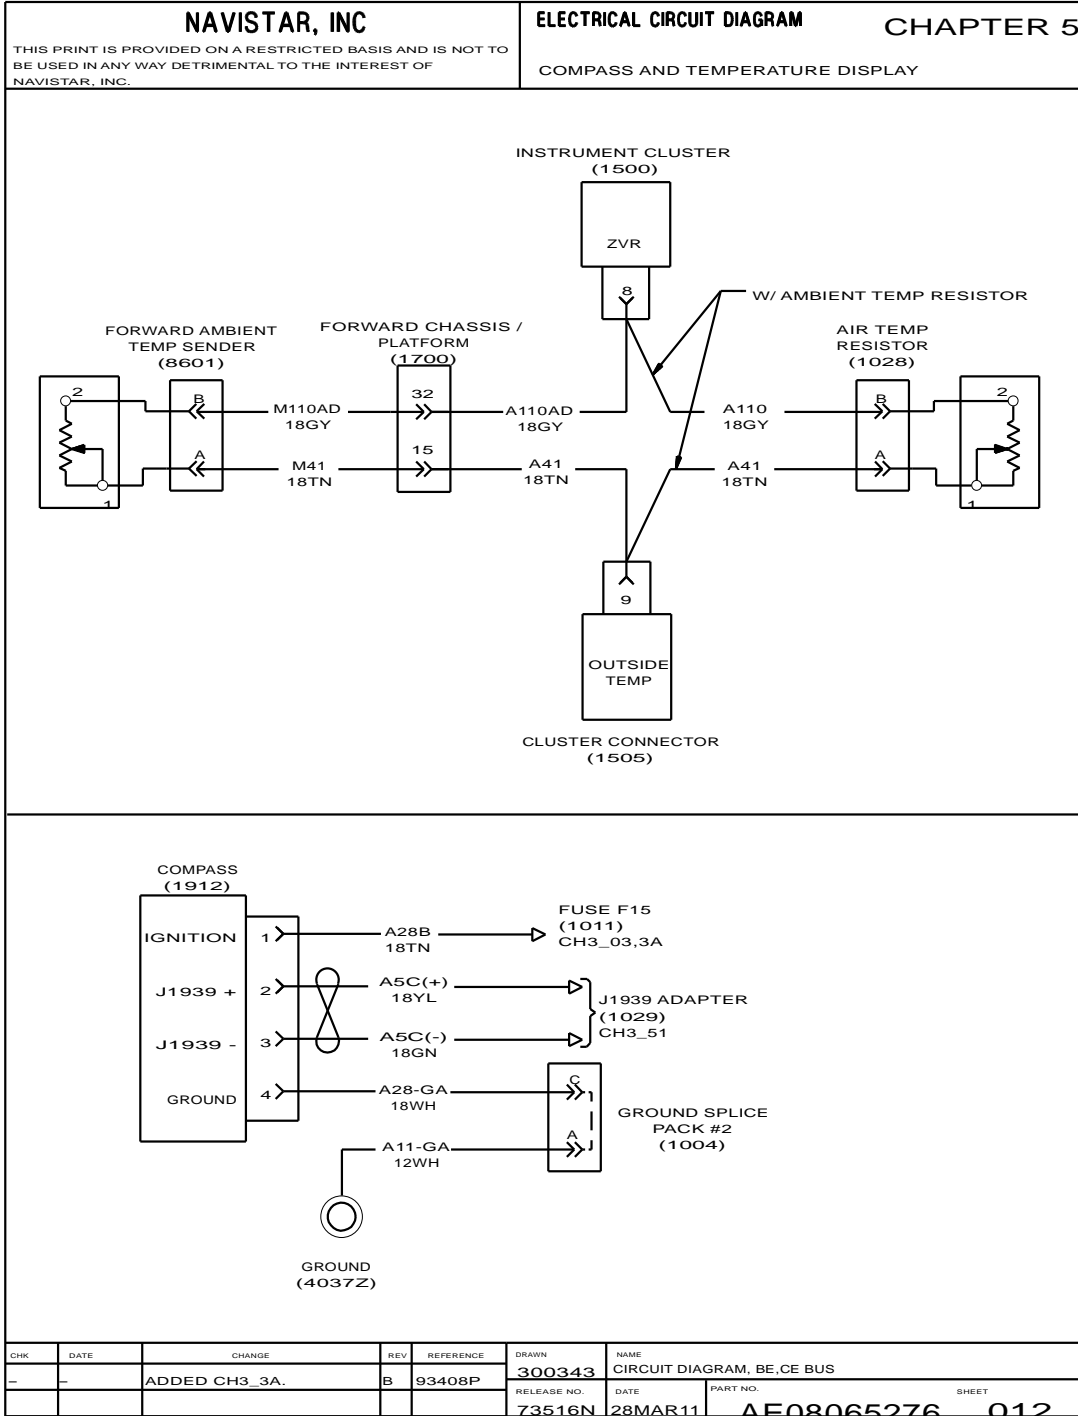 NAVISTAR, INC
THIS PRINT IS PROVIDED ON A RESTRICTED BASIS AND IS NOT TO
BE USED IN ANY WAY DETRIMENTAL TO THE INTEREST OF
NAVISTAR, INC.
ELECTRICAL CIRCUIT DIAGRAM
CHAPTER 5
COMPASS AND TEMPERATURE DISPLAY
INSTRUMENT CLUSTER
(1500)
ZVR
8
W/ AMBIENT TEMP RESISTOR
FORWARD AMBIENT
TEMP SENDER
(8601)
FORWARD CHASSIS /
PLATFORM
(1700)
AIR TEMP
RESISTOR
(1028)
2
B
M110AD
18GY
32
A110AD
18GY
A110
18GY
B
2
A
M41
18TN
15
A41
18TN
A41
18TN
A
1
1
9
OUTSIDE
TEMP
CLUSTER CONNECTOR
(1505)
COMPASS
(1912)
IGNITION
1
A28B
18TN
FUSE F15
(1011)
CH3_03,3A
J1939 +
2
A5C(+)
18YL
J1939 -
3
A5C(-)
18GN
J1939 ADAPTER
(1029)
CH3_51
GROUND
4
A28-GA
18WH
C
A11-GA
12WH
A
GROUND SPLICE
PACK #2
(1004)
GROUND
(4037Z)
CHK
DATE
CHANGE
REV
REFERENCE
DRAWN
NAME
–
–
ADDED CH3_3A.
B
93408P
300343
CIRCUIT DIAGRAM, BE,CE BUS
RELEASE NO.
DATE
PART NO.
SHEET
73516N
28MAR11
AE08065276
012